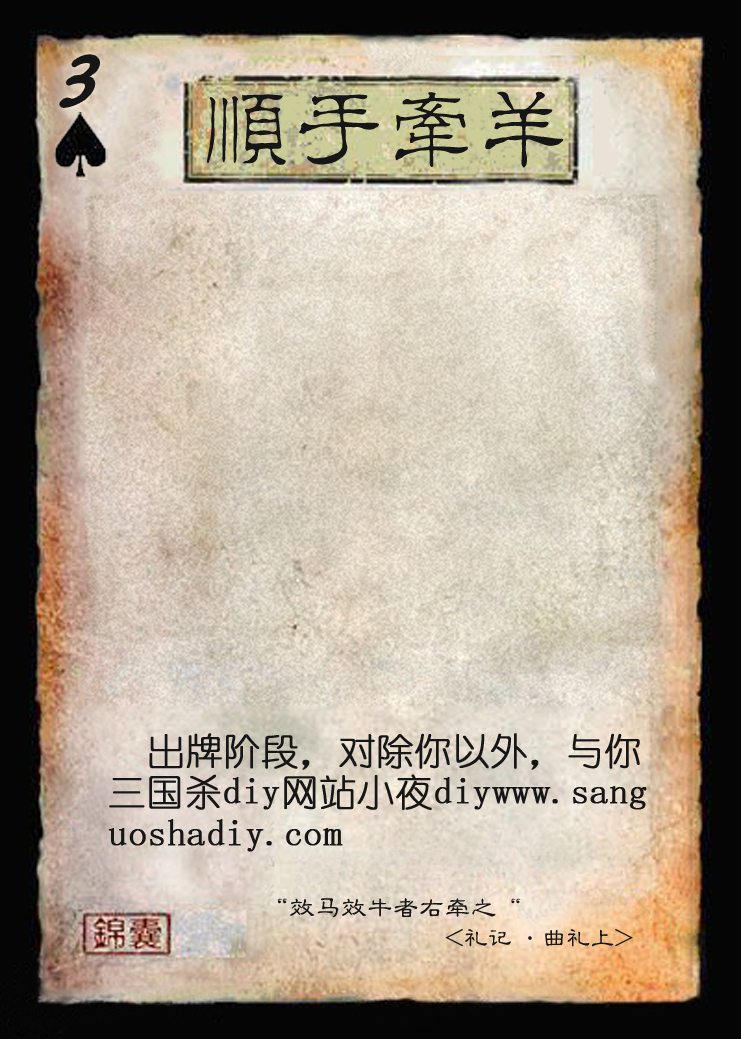 3
順手牽羊
出牌阶段，对除你以外，与你
三国杀diy网站小夜diywww.sang
uoshadiy.com
“效马效牛者右牵之“
<礼记·曲礼上>
錦囊